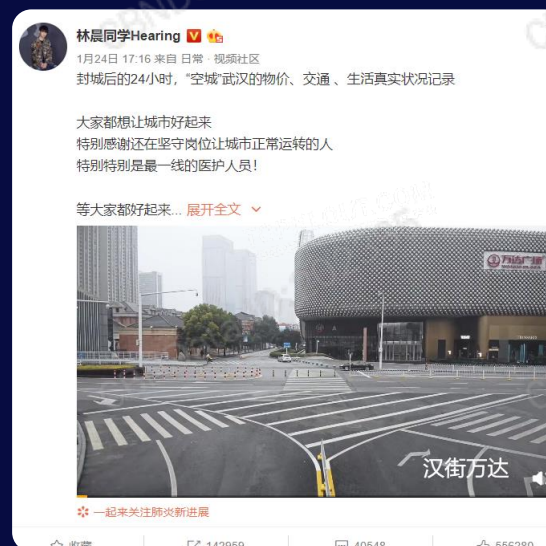 林晨同学Hearing
1月24日 17:16 来自 日常 · 视频社区
封城后的24小时，“空城”武汉的物价、交通、生活真实状况记录
大家都想让城市好起来
特别感谢还在坚守岗位让城市正常运转的人
特别特别是最一线的医护人员！
等大家都好起来... 展开全文
万达广场
汉街万达
一起来关注肺炎新进展
收藏
142959
40548
556280